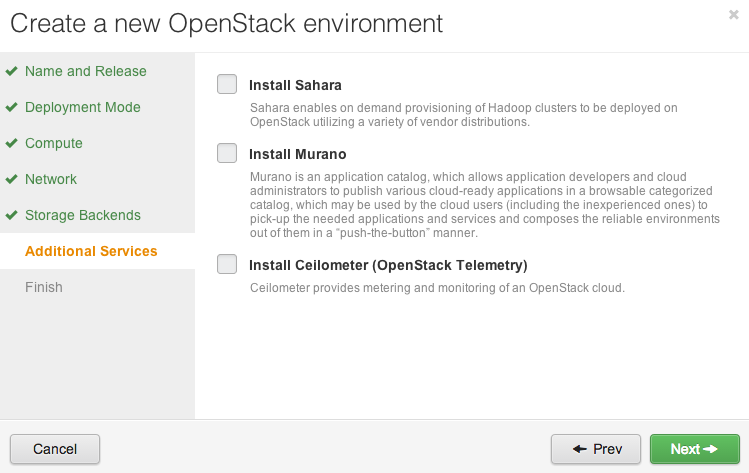 Create a new OpenStack environment
Name and Release
Deployment Mode
Compute
Network
Storage Backends
Additional Services
Finish
Install Sahara
Sahara enables on demand provisioning of Hadoop clusters to be deployed on
OpenStack utilizing a variety of vendor distributions.
Install Murano
Murano is an application catalog, which allows application developers and cloud
administrators to publish various cloud-ready applications in a browsable categorized
catalog, which may be used by the cloud users (including the inexperienced ones) to
pick-up the needed applications and services and composes the reliable environments
out of them in a “push-the-button” manner.
Install Ceilometer (OpenStack Telemetry)
Ceilometer provides metering and monitoring of an OpenStack cloud.
Cancel
Prev
Next